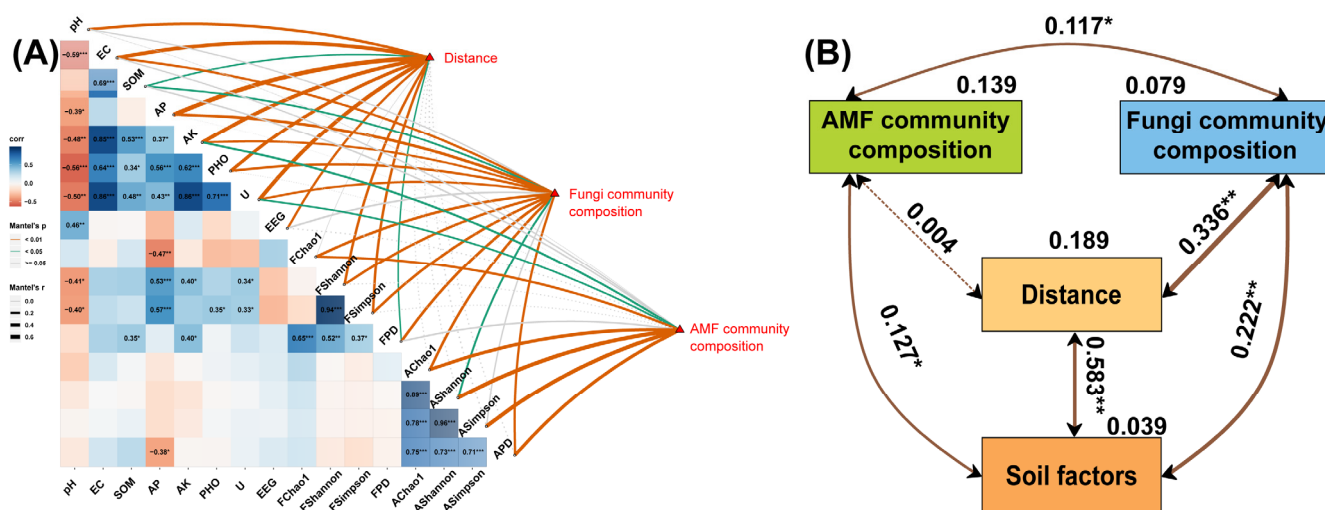 (A)
pH
EC
SOM
AP
AK
PHO
U
EEG
FChao1
FShannon
FSimpson
FPD
AChao1
AShannon
ASimpson
APD
Distance
Fungi community
composition
AMF community
composition
corr
0.5
0.0
−0.5
Mantel's p
< 0.01
< 0.05
>= 0.05
Mantel's r
0.0
0.2
0.4
0.6
−0.59***
0.69***
−0.39*
−0.48** 0.53*** 0.37*
−0.56*** 0.64*** 0.34* 0.56*** 0.62***
−0.50** 0.48** 0.43** 0.71***
−0.47**
−0.41* 0.53*** 0.40* 0.34*
−0.40* 0.57*** 0.35* 0.33* 0.94***
0.35* 0.40* 0.65*** 0.52** 0.37*
0.89***
0.78*** 0.96***
−0.38* 0.75*** 0.73*** 0.71***
pH EC SOM AP AK PHO U EEG FChao1 FShannon FSimpson FPD AChao1 AShannon ASimpson
(B)
0.117*
0.139
0.079
AMF community
composition
Fungi community
composition
0.004
0.336**
0.189
Distance
0.127*
0.222**
0.583**
0.039
Soil factors